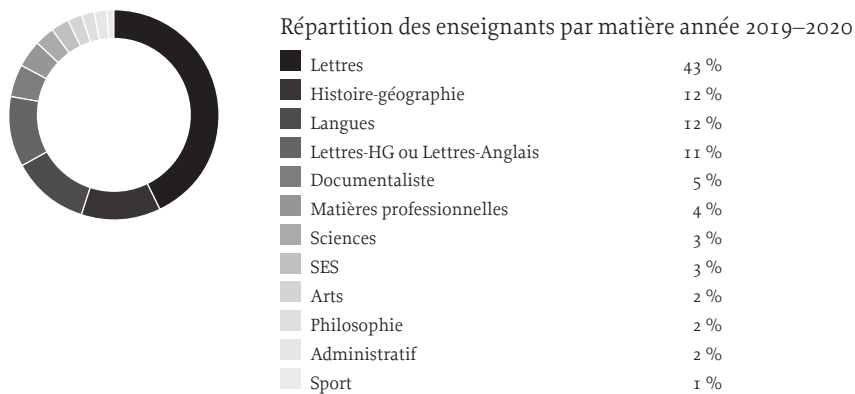 Répartition des enseignants par matière année 2019–2020
Lettres 43 %
Histoire-géographie 12 %
Langues 12 %
Lettres-HG ou Lettres-Anglais 11 %
Documentaliste 5 %
Matières professionnelles 4 %
Sciences 3 %
SES 3 %
Arts 2 %
Philosophie 2 %
Administratif 2 %
Sport 1 %